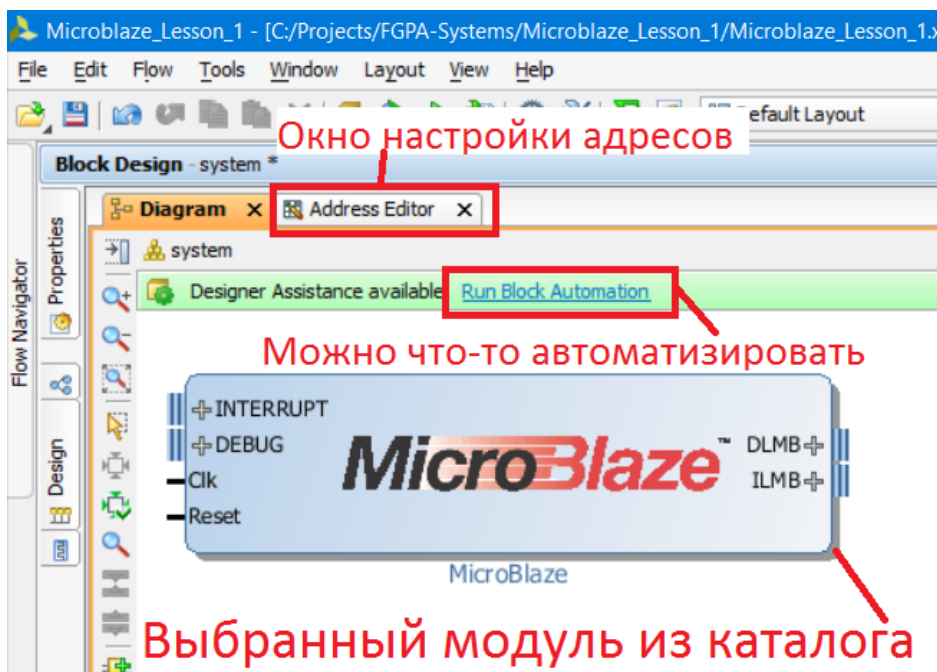 Microblaze_Lesson_1 - [C:/Projects/FGPA-Systems/Microblaze_Lesson_1/Microblaze_Lesson_1.x
File Edit Flow Tools Window Layout View Help
Default Layout
Окно настройки адресов
Block Design - system *
Diagram X Address Editor X
system
Designer Assistance available Run Block Automation
Можно что-то автоматизировать
Flow Navigator
Properties
Design
INTERRUPT
DEBUG
Clk
Reset
MicroBlaze™
DLMB
ILMB
MicroBlaze
Выбранный модуль из каталога